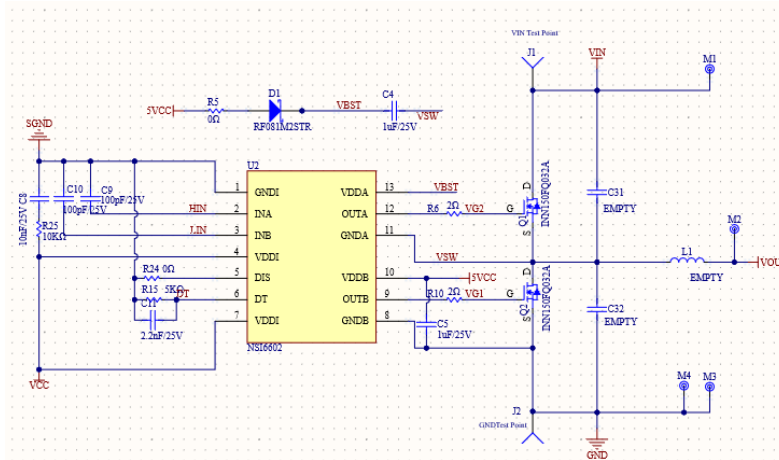 VIN Test Point
J1
VIN
M1
D1
C4
R5
5VCC
VBST
0Ω
RF081M2STR
1uF/25V
VSW
SGND
U2
C10
C9
100pF/25V
100pF/25V
C8
10nF/25V
R25
10KΩ
HIN
LIN
1 GNDI VDDA 13 VBST
2 INA OUTA 12
3 INB GNDA 11 VSW
4 VDDI
5 DIS VDDB 10 5VCC
6 DT OUTB 9
7 VDDI GNDB 8
NSI6602
R6 2Ω VG2
G D S Q1
INN150FQ032A
C31
EMPTY
M2
L1
EMPTY
VOU
R24 0Ω
R15 5KΩ
DT
C11
2.2nF/25V
R10 2Ω VG1
G D S Q2
INN150FQ032A
C5
1uF/25V
C32
EMPTY
VCC
M4 M3
J2
GNDTest Point
GND